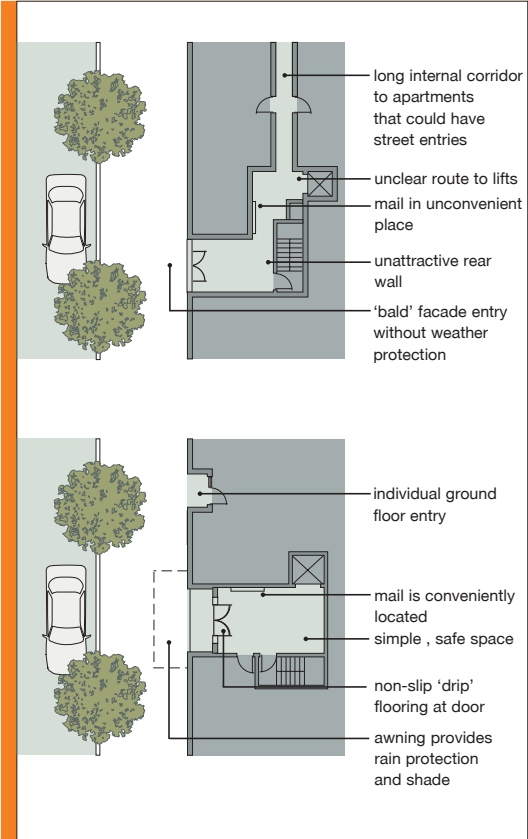 long internal corridor
to apartments
that could have
street entries
unclear route to lifts
mail in unconvenient
place
unattractive rear
wall
‘bald’ facade entry
without weather
protection
individual ground
floor entry
mail is conveniently
located
simple , safe space
non-slip ‘drip’
flooring at door
awning provides
rain protection
and shade